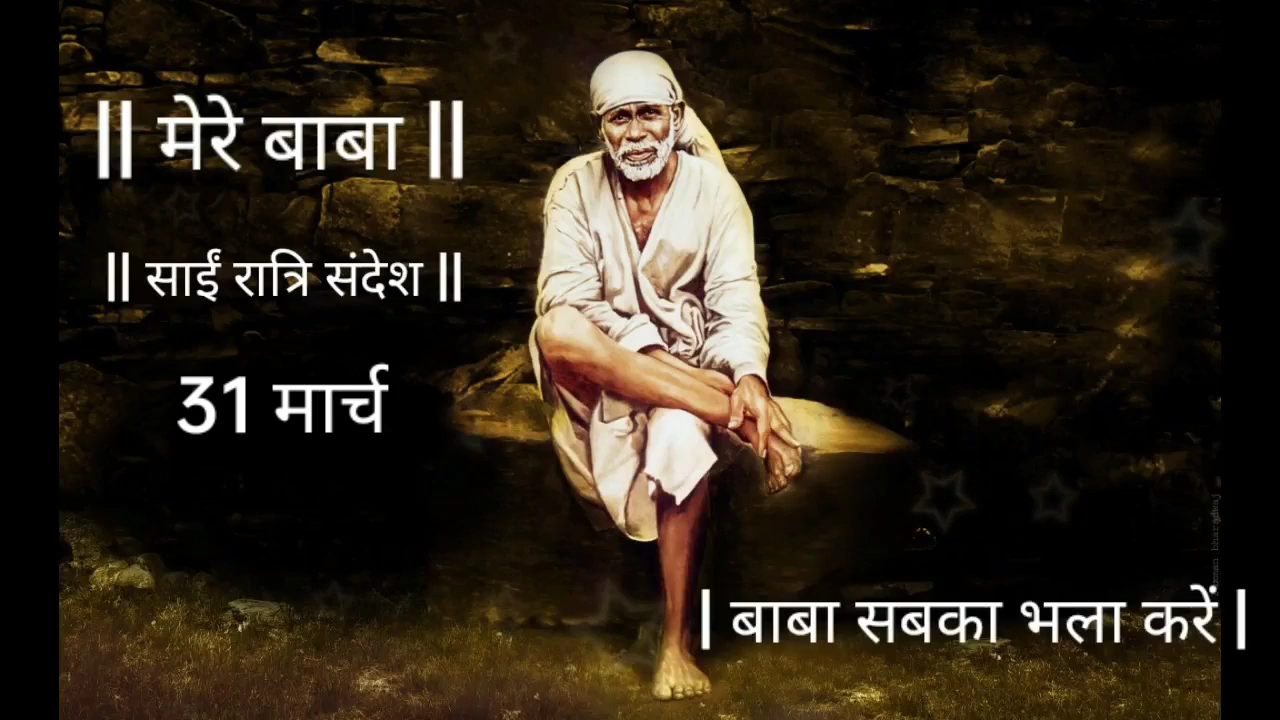 || मेरे बाबा ||
|| साईं रात्रि संदेश ||
31 मार्च
| बाबा सबका भला करें |